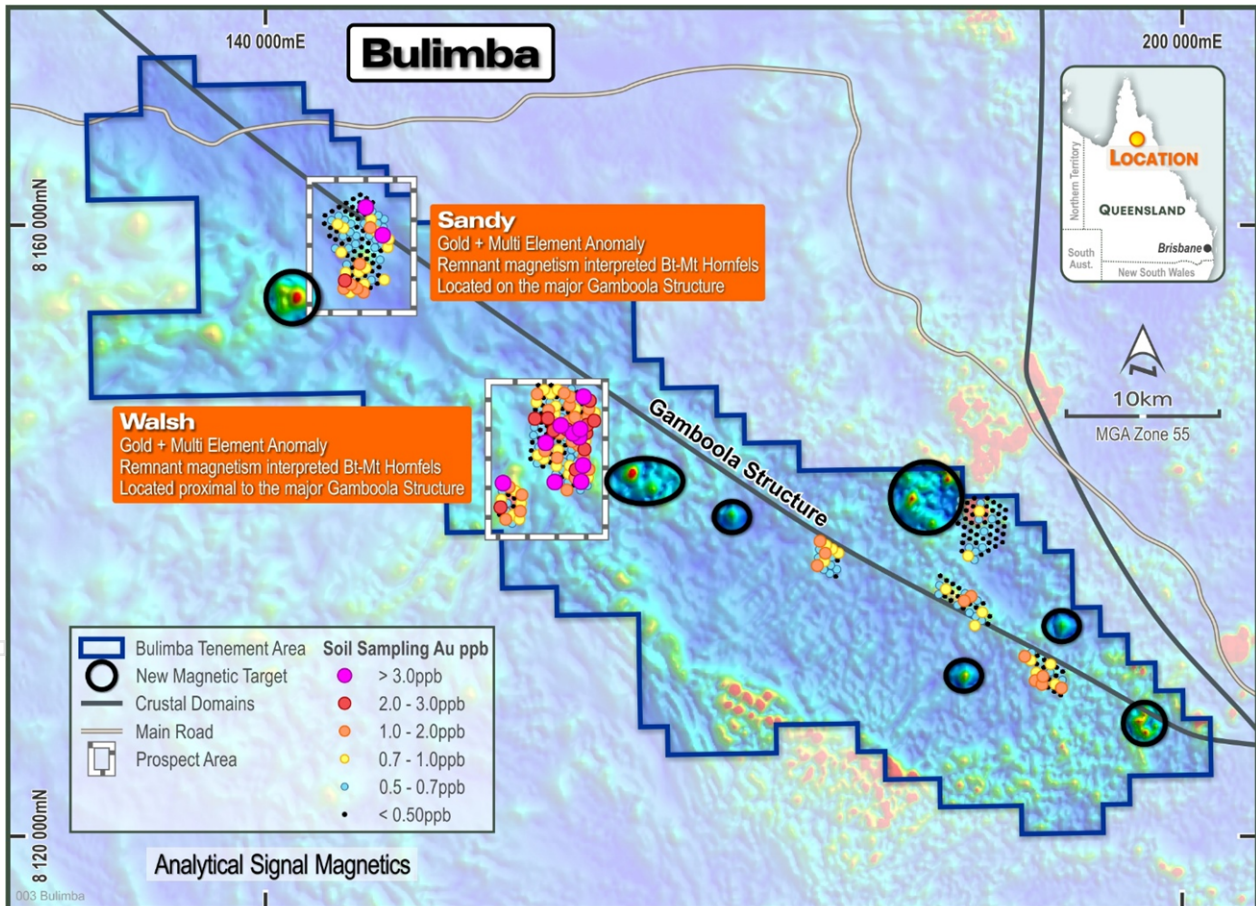 140 000mE
200 000mE
Bulimba
8 160 000mN
8 120 000mN
LOCATION
Northern Territory
QUEENSLAND
Brisbane
South
Aust.
New South Wales
Sandy
Gold + Multi Element Anomaly
Remnant magnetism interpreted Bt-Mt Hornfels
Located on the major Gamboola Structure
N
10km
MGA Zone 55
Walsh
Gold + Multi Element Anomaly
Remnant magnetism interpreted Bt-Mt Hornfels
Located proximal to the major Gamboola Structure
Gamboola Structure
Bulimba Tenement Area
New Magnetic Target
Crustal Domains
Main Road
Prospect Area
Soil Sampling Au ppb
> 3.0ppb
2.0 - 3.0ppb
1.0 - 2.0ppb
0.7 - 1.0ppb
0.5 - 0.7ppb
< 0.50ppb
Analytical Signal Magnetics
003 Bulimba